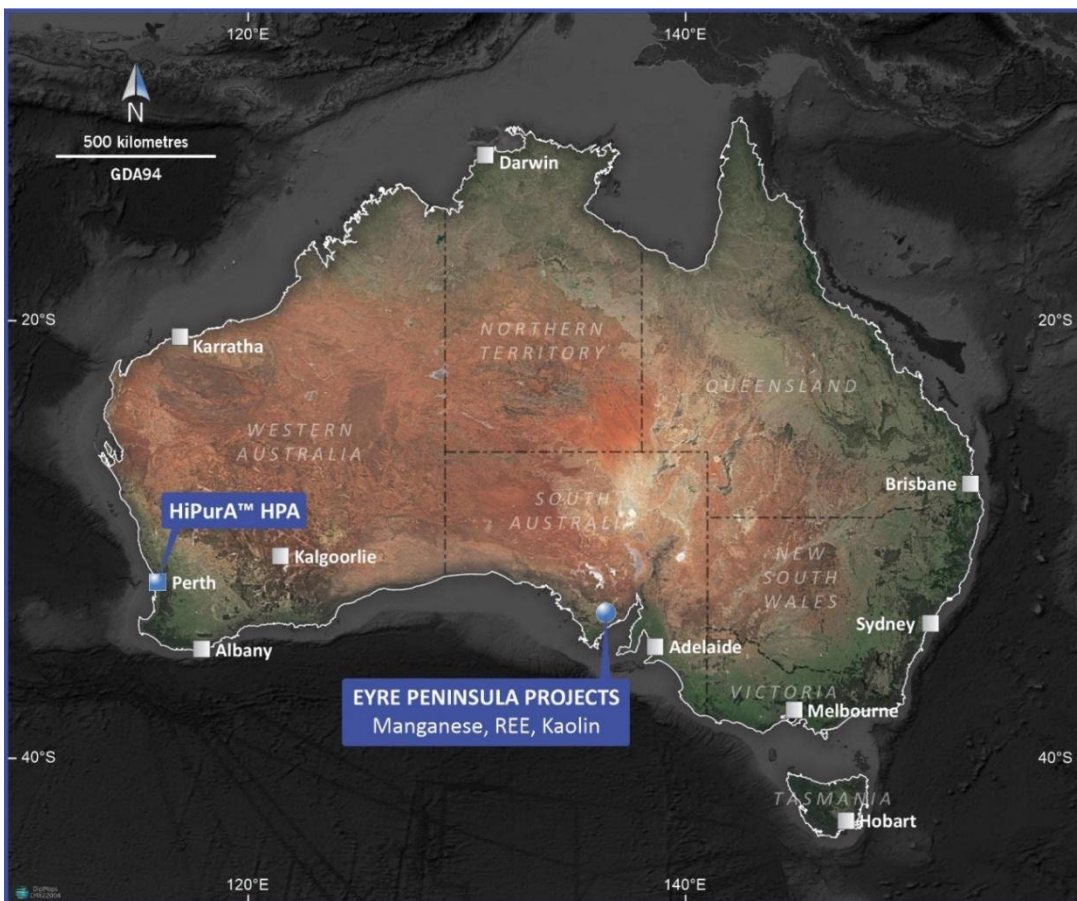 120°E
140°E
N
500 kilometres
GDA94
Darwin
20°S
20°S
Karratha
NORTHERN
TERRITORY
QUEENSLAND
WESTERN
AUSTRALIA
Brisbane
HiPurA™ HPA
SOUTH
AUSTRALI
Kalgoorlie
NEW
SOUTH
WALES
Perth
Sydney
Albany
Adelaide
EYRE PENINSULA PROJECTS
Manganese, REE, Kaolin
VICTORIA
Melbourne
40°S
40°S
TASMANIA
Hobart
DigMaps
120°E
140°E